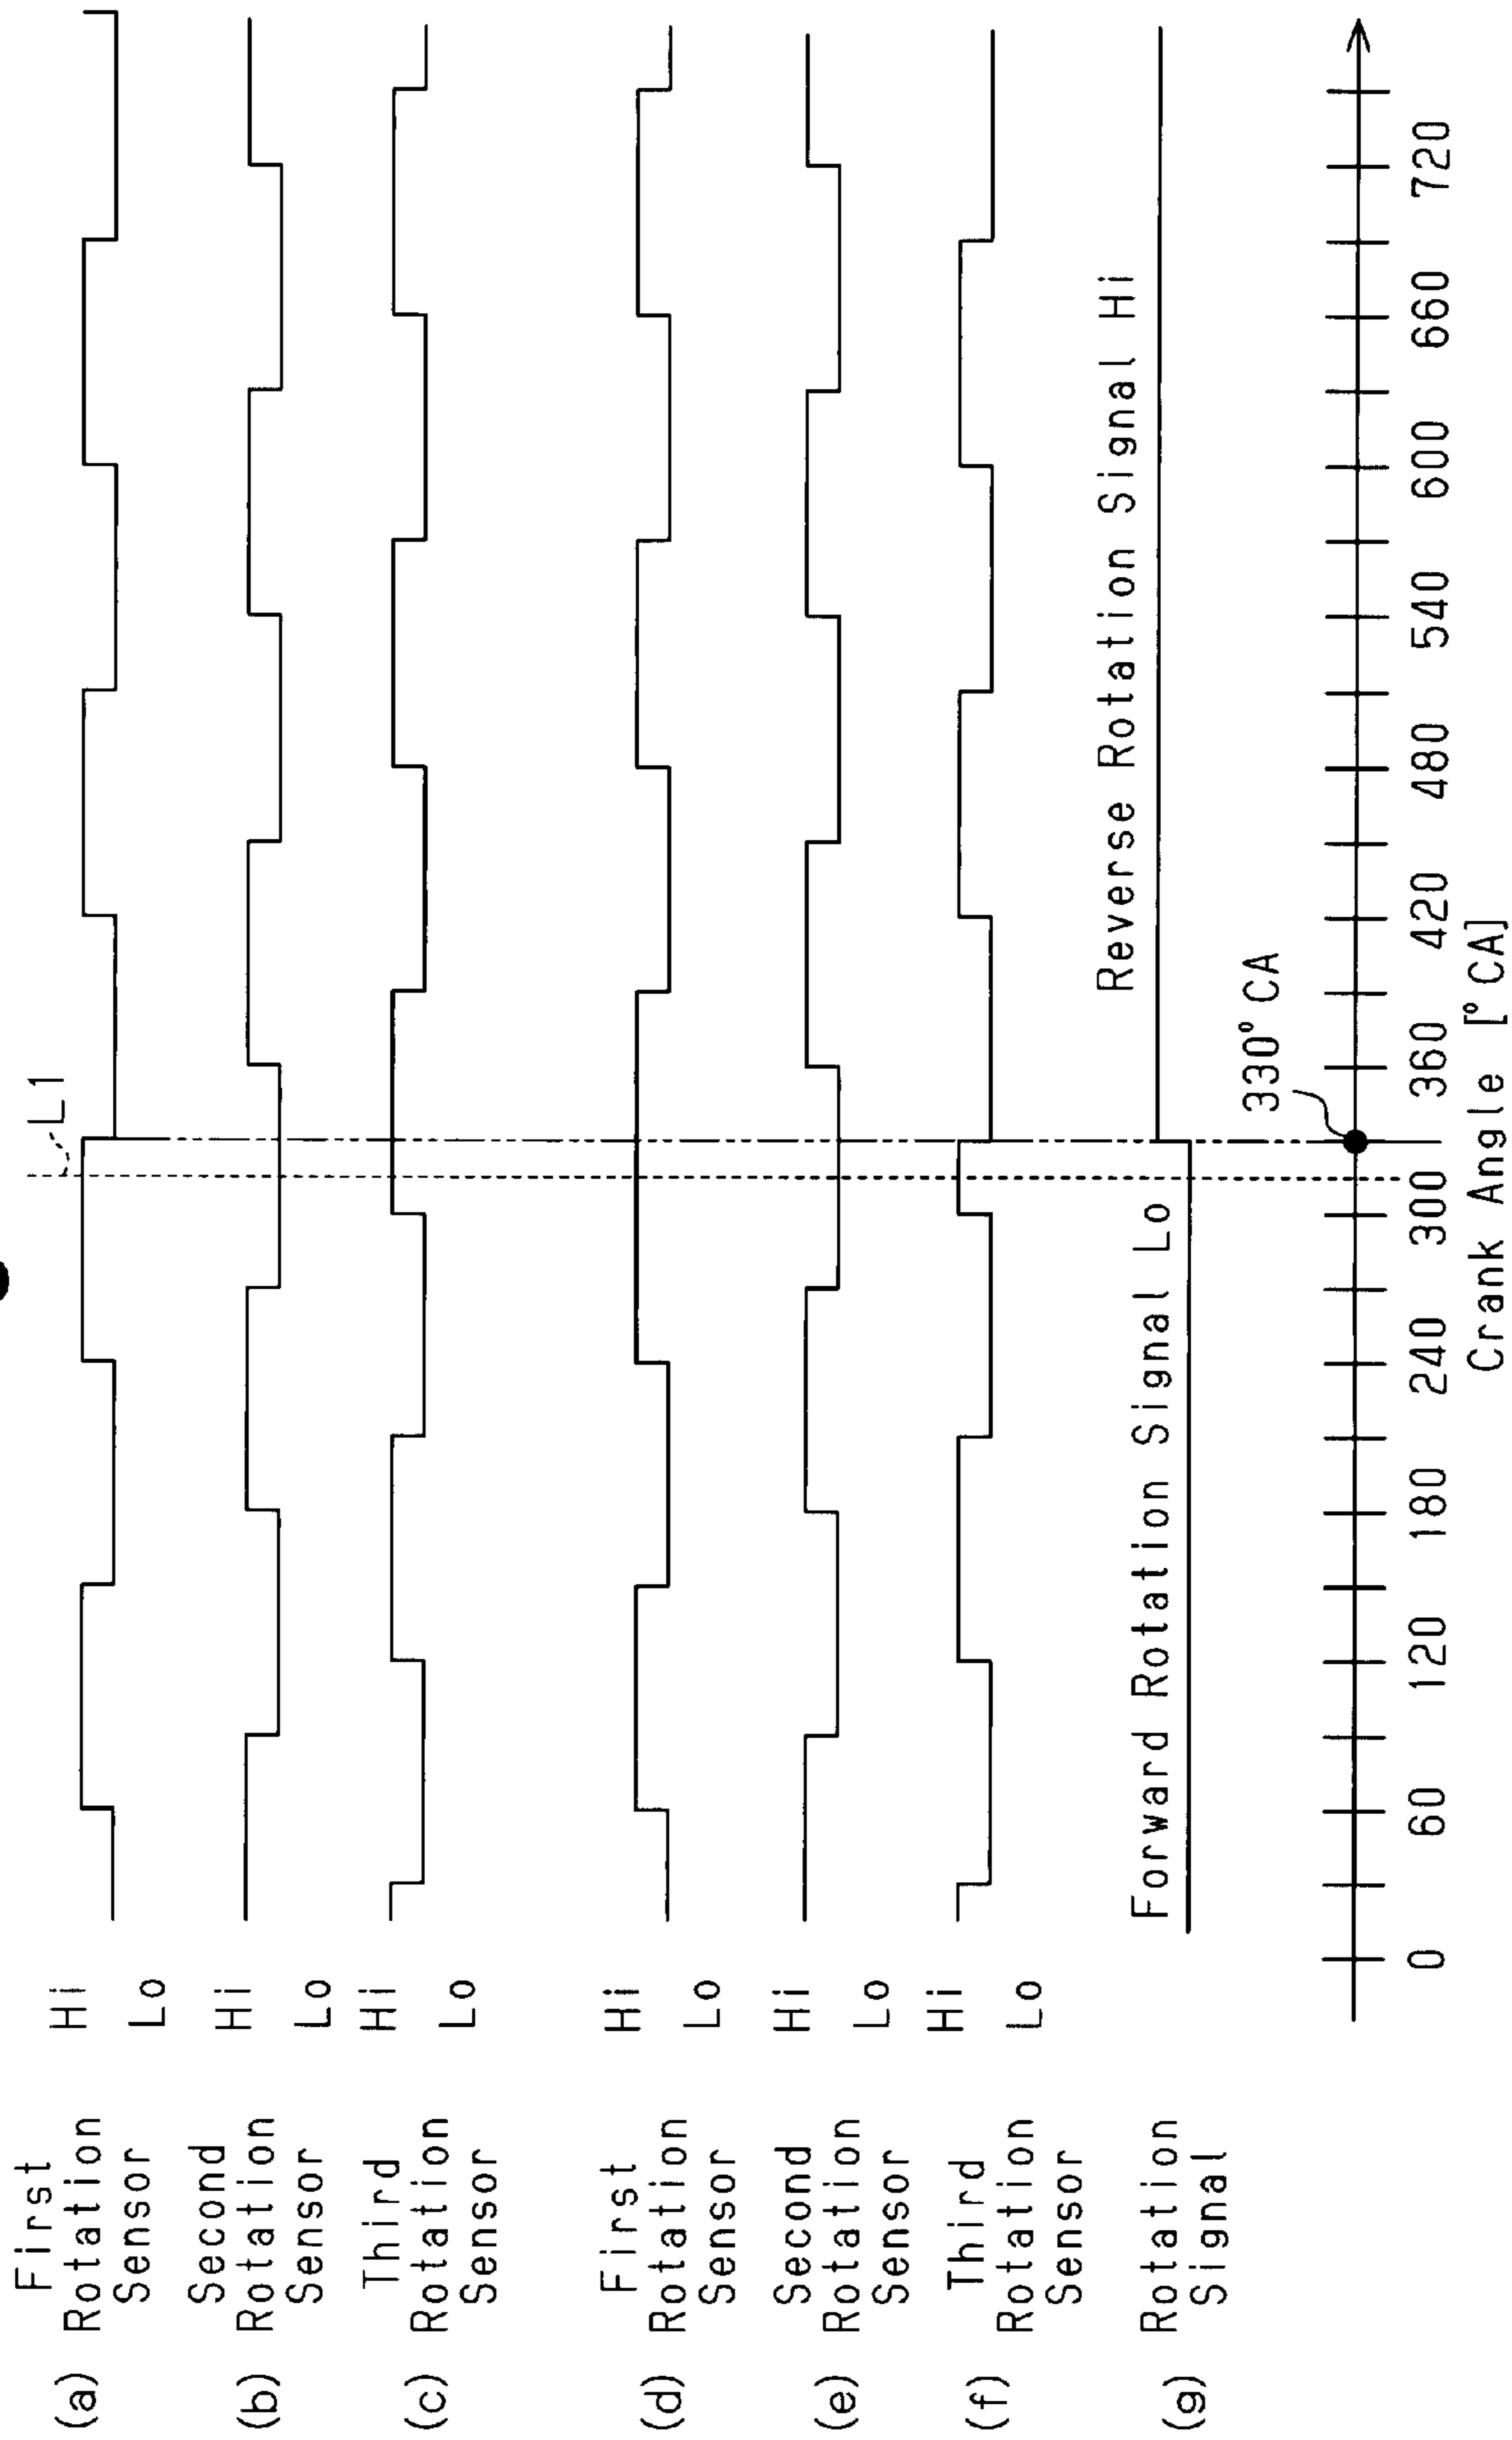 (a) First
Rotation
Sensor
Hi
Lo
L1
(b) Second
Rotation
Sensor
Hi
Lo
(c) Third
Rotation
Sensor
Hi
Lo
(d) First
Rotation
Sensor
Hi
Lo
(e) Second
Rotation
Sensor
Hi
Lo
(f) Third
Rotation
Sensor
Hi
Lo
(g) Rotation
Signal
Forward Rotation Signal Lo
Reverse Rotation Signal Hi
330° CA
0 60 120 180 240 300 360 420 480 540 600 660 720
Crank Angle [° CA]